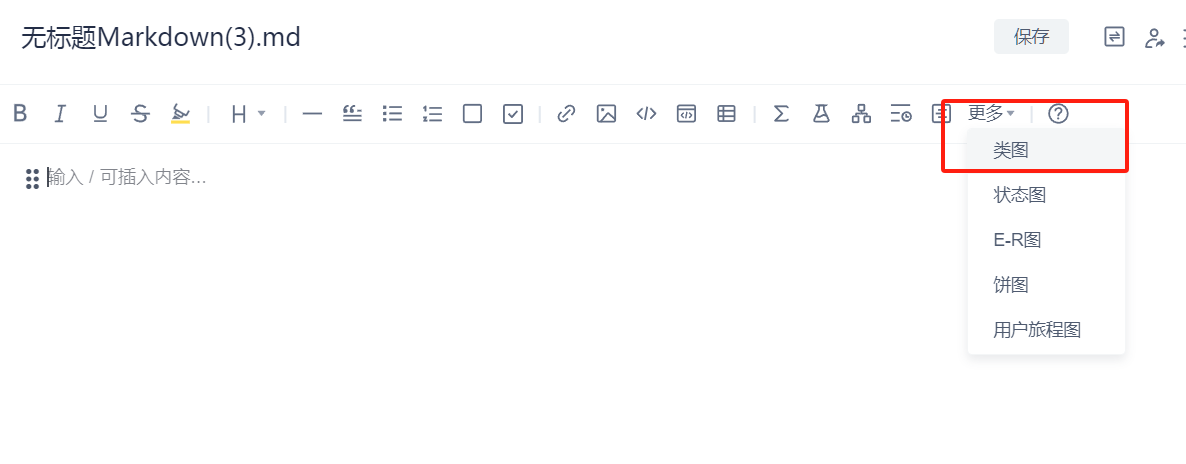 无标题Markdown(3).md
保存
B I U S H 更多
输入 / 可插入内容...
类图
状态图
E-R图
饼图
用户旅程图